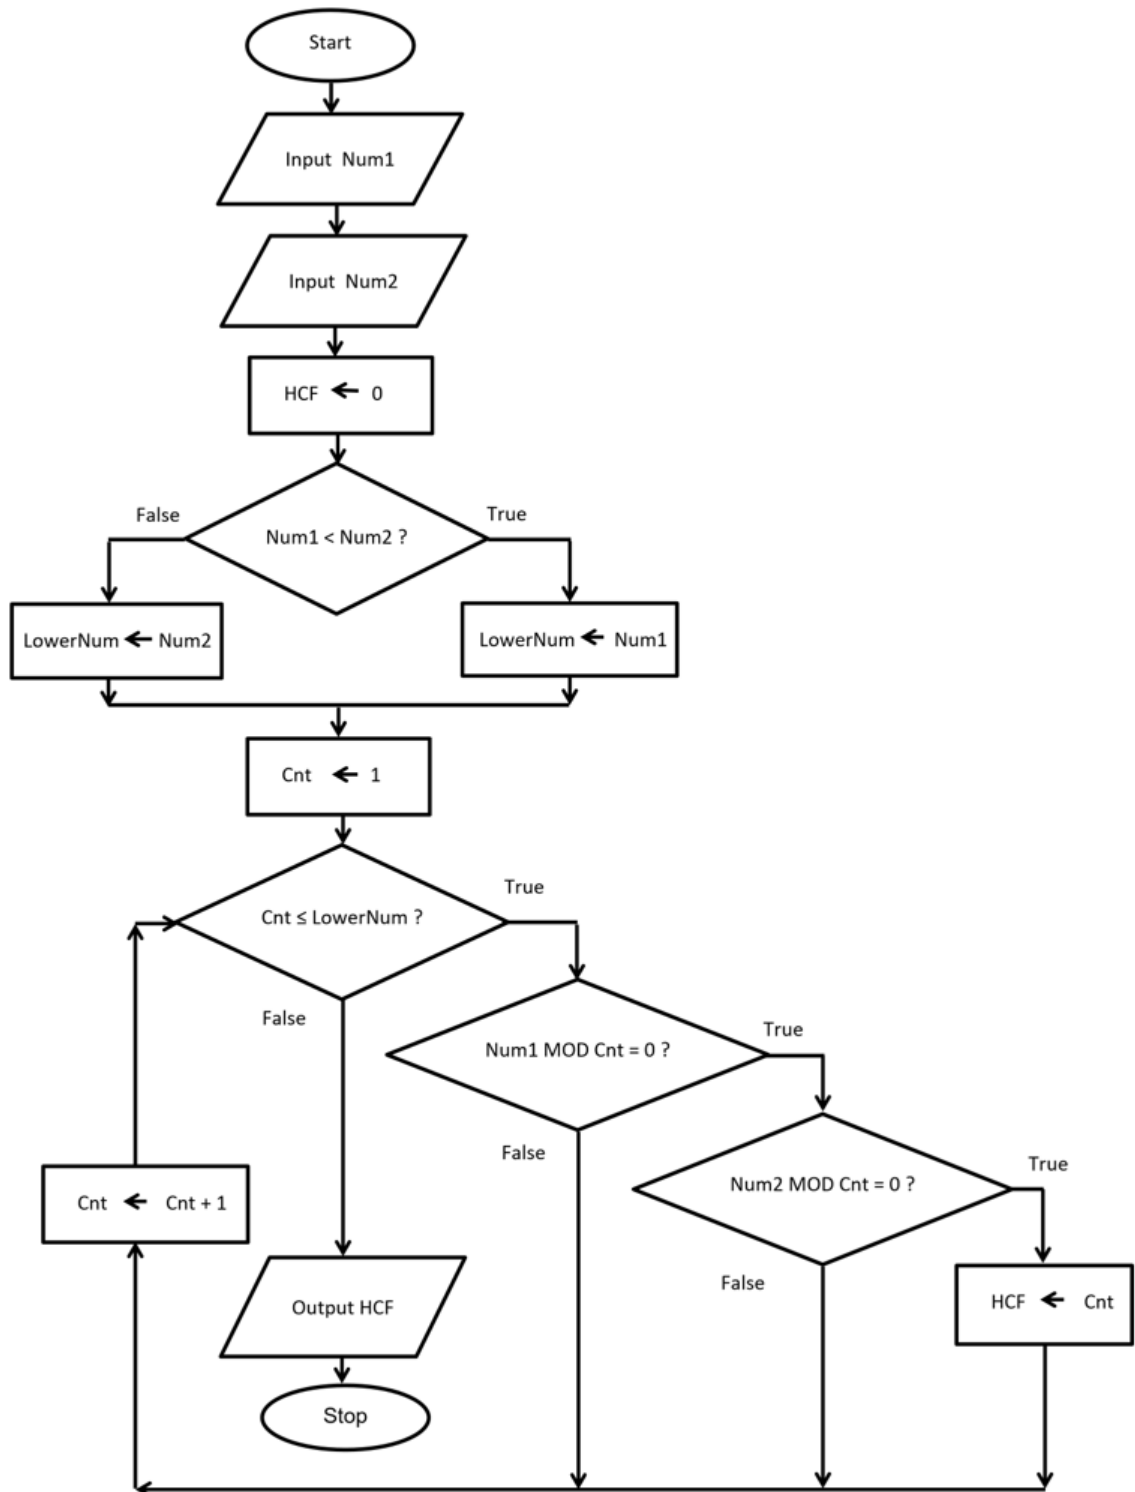 Start
Input Num1
Input Num2
HCF ← 0
False
True
Num1 < Num2 ?
LowerNum ← Num2
LowerNum ← Num1
Cnt ← 1
True
Cnt ≤ LowerNum ?
False
True
Num1 MOD Cnt = 0 ?
False
True
Num2 MOD Cnt = 0 ?
Cnt ← Cnt + 1
False
HCF ← Cnt
Output HCF
Stop